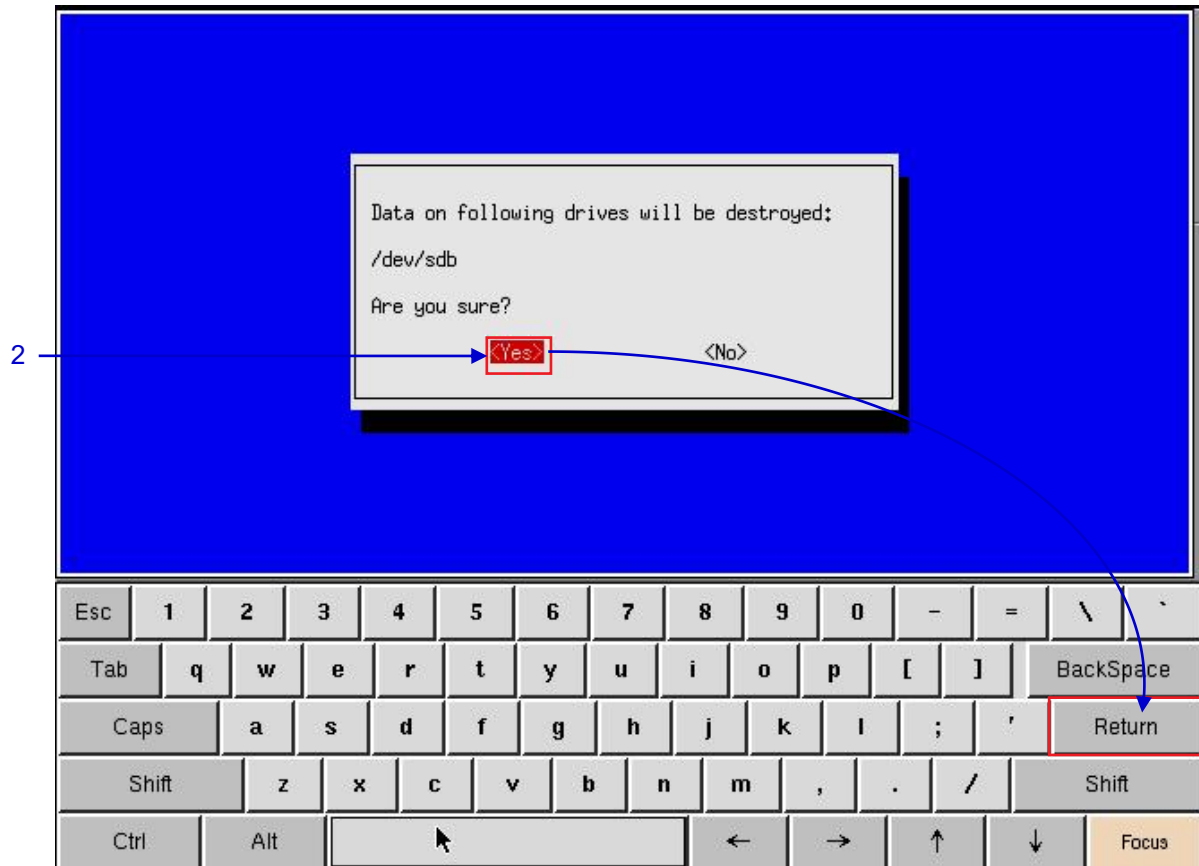 Data on following drives will be destroyed:
/dev/sdb
Are you sure?
2 <Yes> <No>
Esc 1 2 3 4 5 6 7 8 9 0 - = \ `
Tab q w e r t y u i o p [ ] BackSpace
Caps a s d f g h j k l ; ' Return
Shift z x c v b n m , . / Shift
Ctrl Alt ← → ↑ ↓ Focus